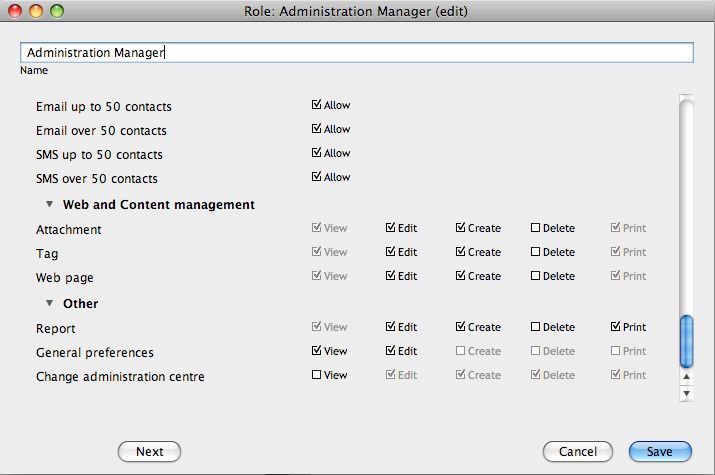 Role: Administration Manager (edit)
Administration Manager
Name
Email up to 50 contacts Allow
Email over 50 contacts Allow
SMS up to 50 contacts Allow
SMS over 50 contacts Allow
Web and Content management
Attachment View Edit Create Delete Print
Tag View Edit Create Delete Print
Web page View Edit Create Delete Print
Other
Report View Edit Create Delete Print
General preferences View Edit Create Delete Print
Change administration centre View Edit Create Delete Print
Next Cancel Save